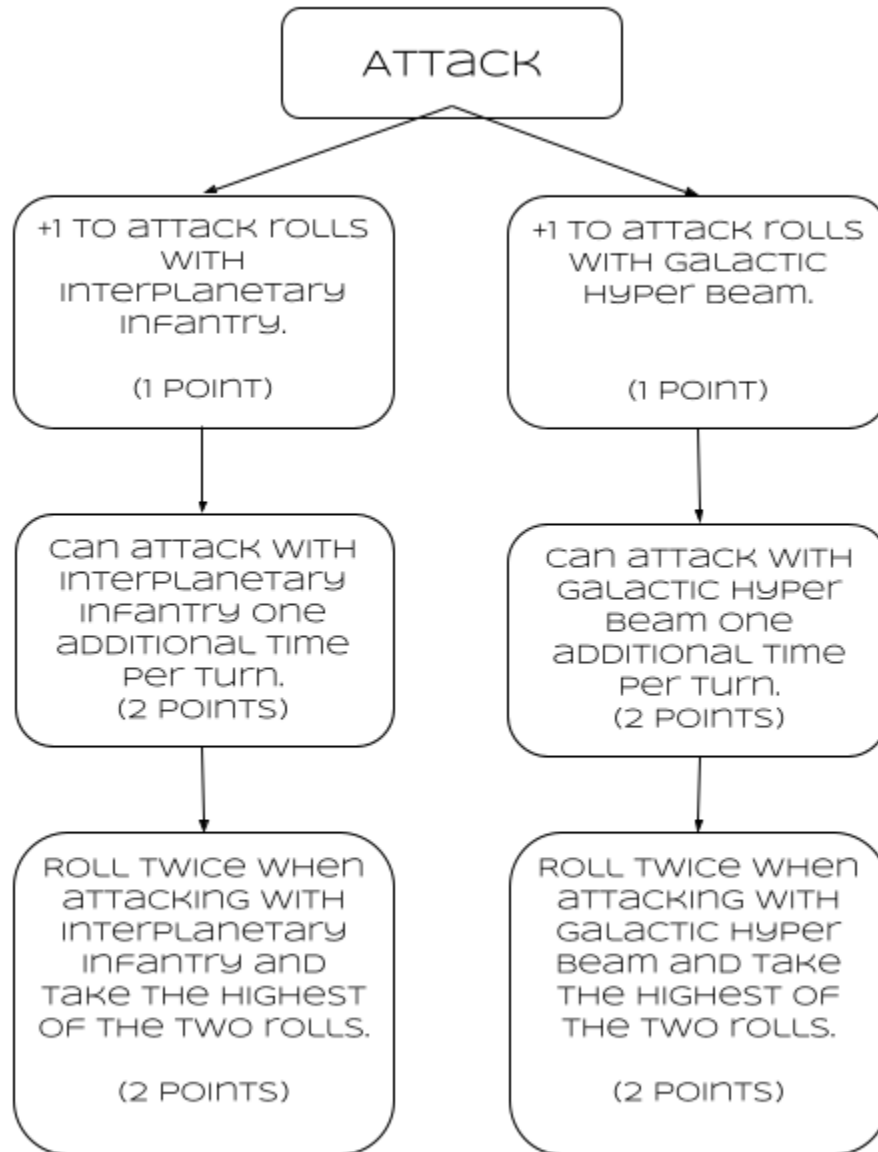 Attack
+1 to attack rolls
with
Interplanetary
Infantry.
(1 point)
+1 to attack rolls
with Galactic
Hyper Beam.
(1 point)
Can attack with
Interplanetary
Infantry one
additional time
per turn.
(2 points)
Can attack with
Galactic Hyper
Beam one
additional time
per turn.
(2 points)
Roll twice when
attacking with
Interplanetary
Infantry and
take the highest
of the two rolls.
(2 points)
Roll twice when
attacking with
Galactic Hyper
Beam and take
the highest of
the two rolls.
(2 points)